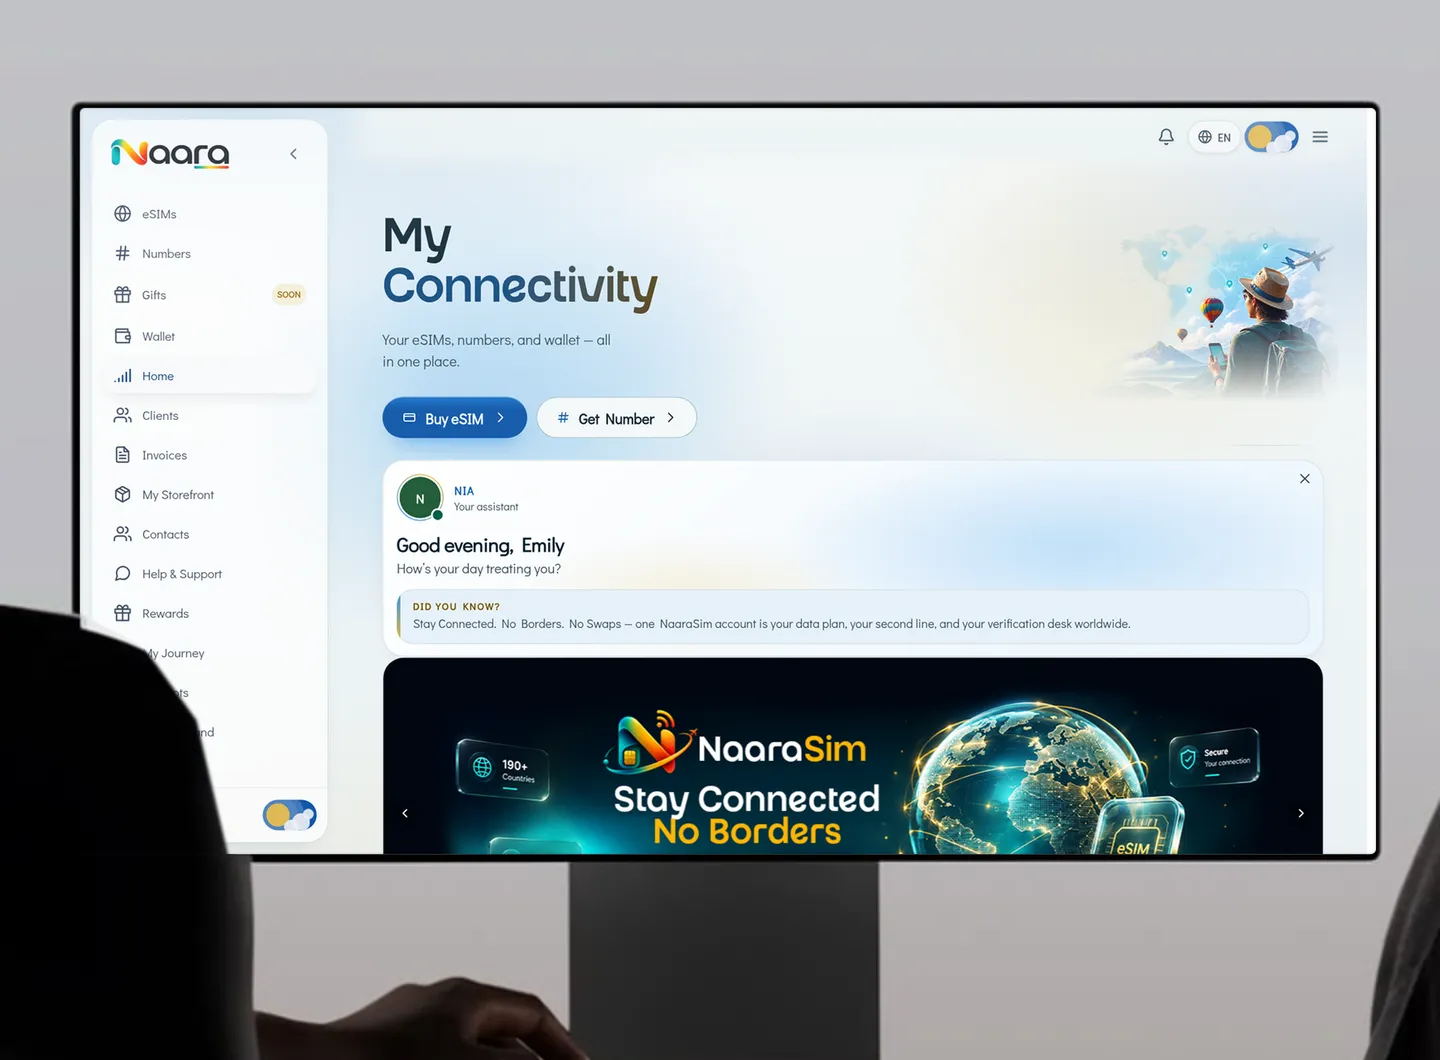 Naara
eSIMs
Numbers
Gifts
SOON
Wallet
Home
Clients
Invoices
My Storefront
Contacts
Help & Support
Rewards
My Journey
EN
My
Connectivity
Your eSIMs, numbers, and wallet — all
in one place.
Buy eSIM
# Get Number
N
NIA
Your assistant
Good evening, Emily
How's your day treating you?
DID YOU KNOW?
Stay Connected. No Borders. No Swaps — one NaaraSim account is your data plan, your second line, and your verification desk worldwide.
190+
Countries
NaaraSim
Stay Connected
No Borders
Secure
Your connection
eSIM